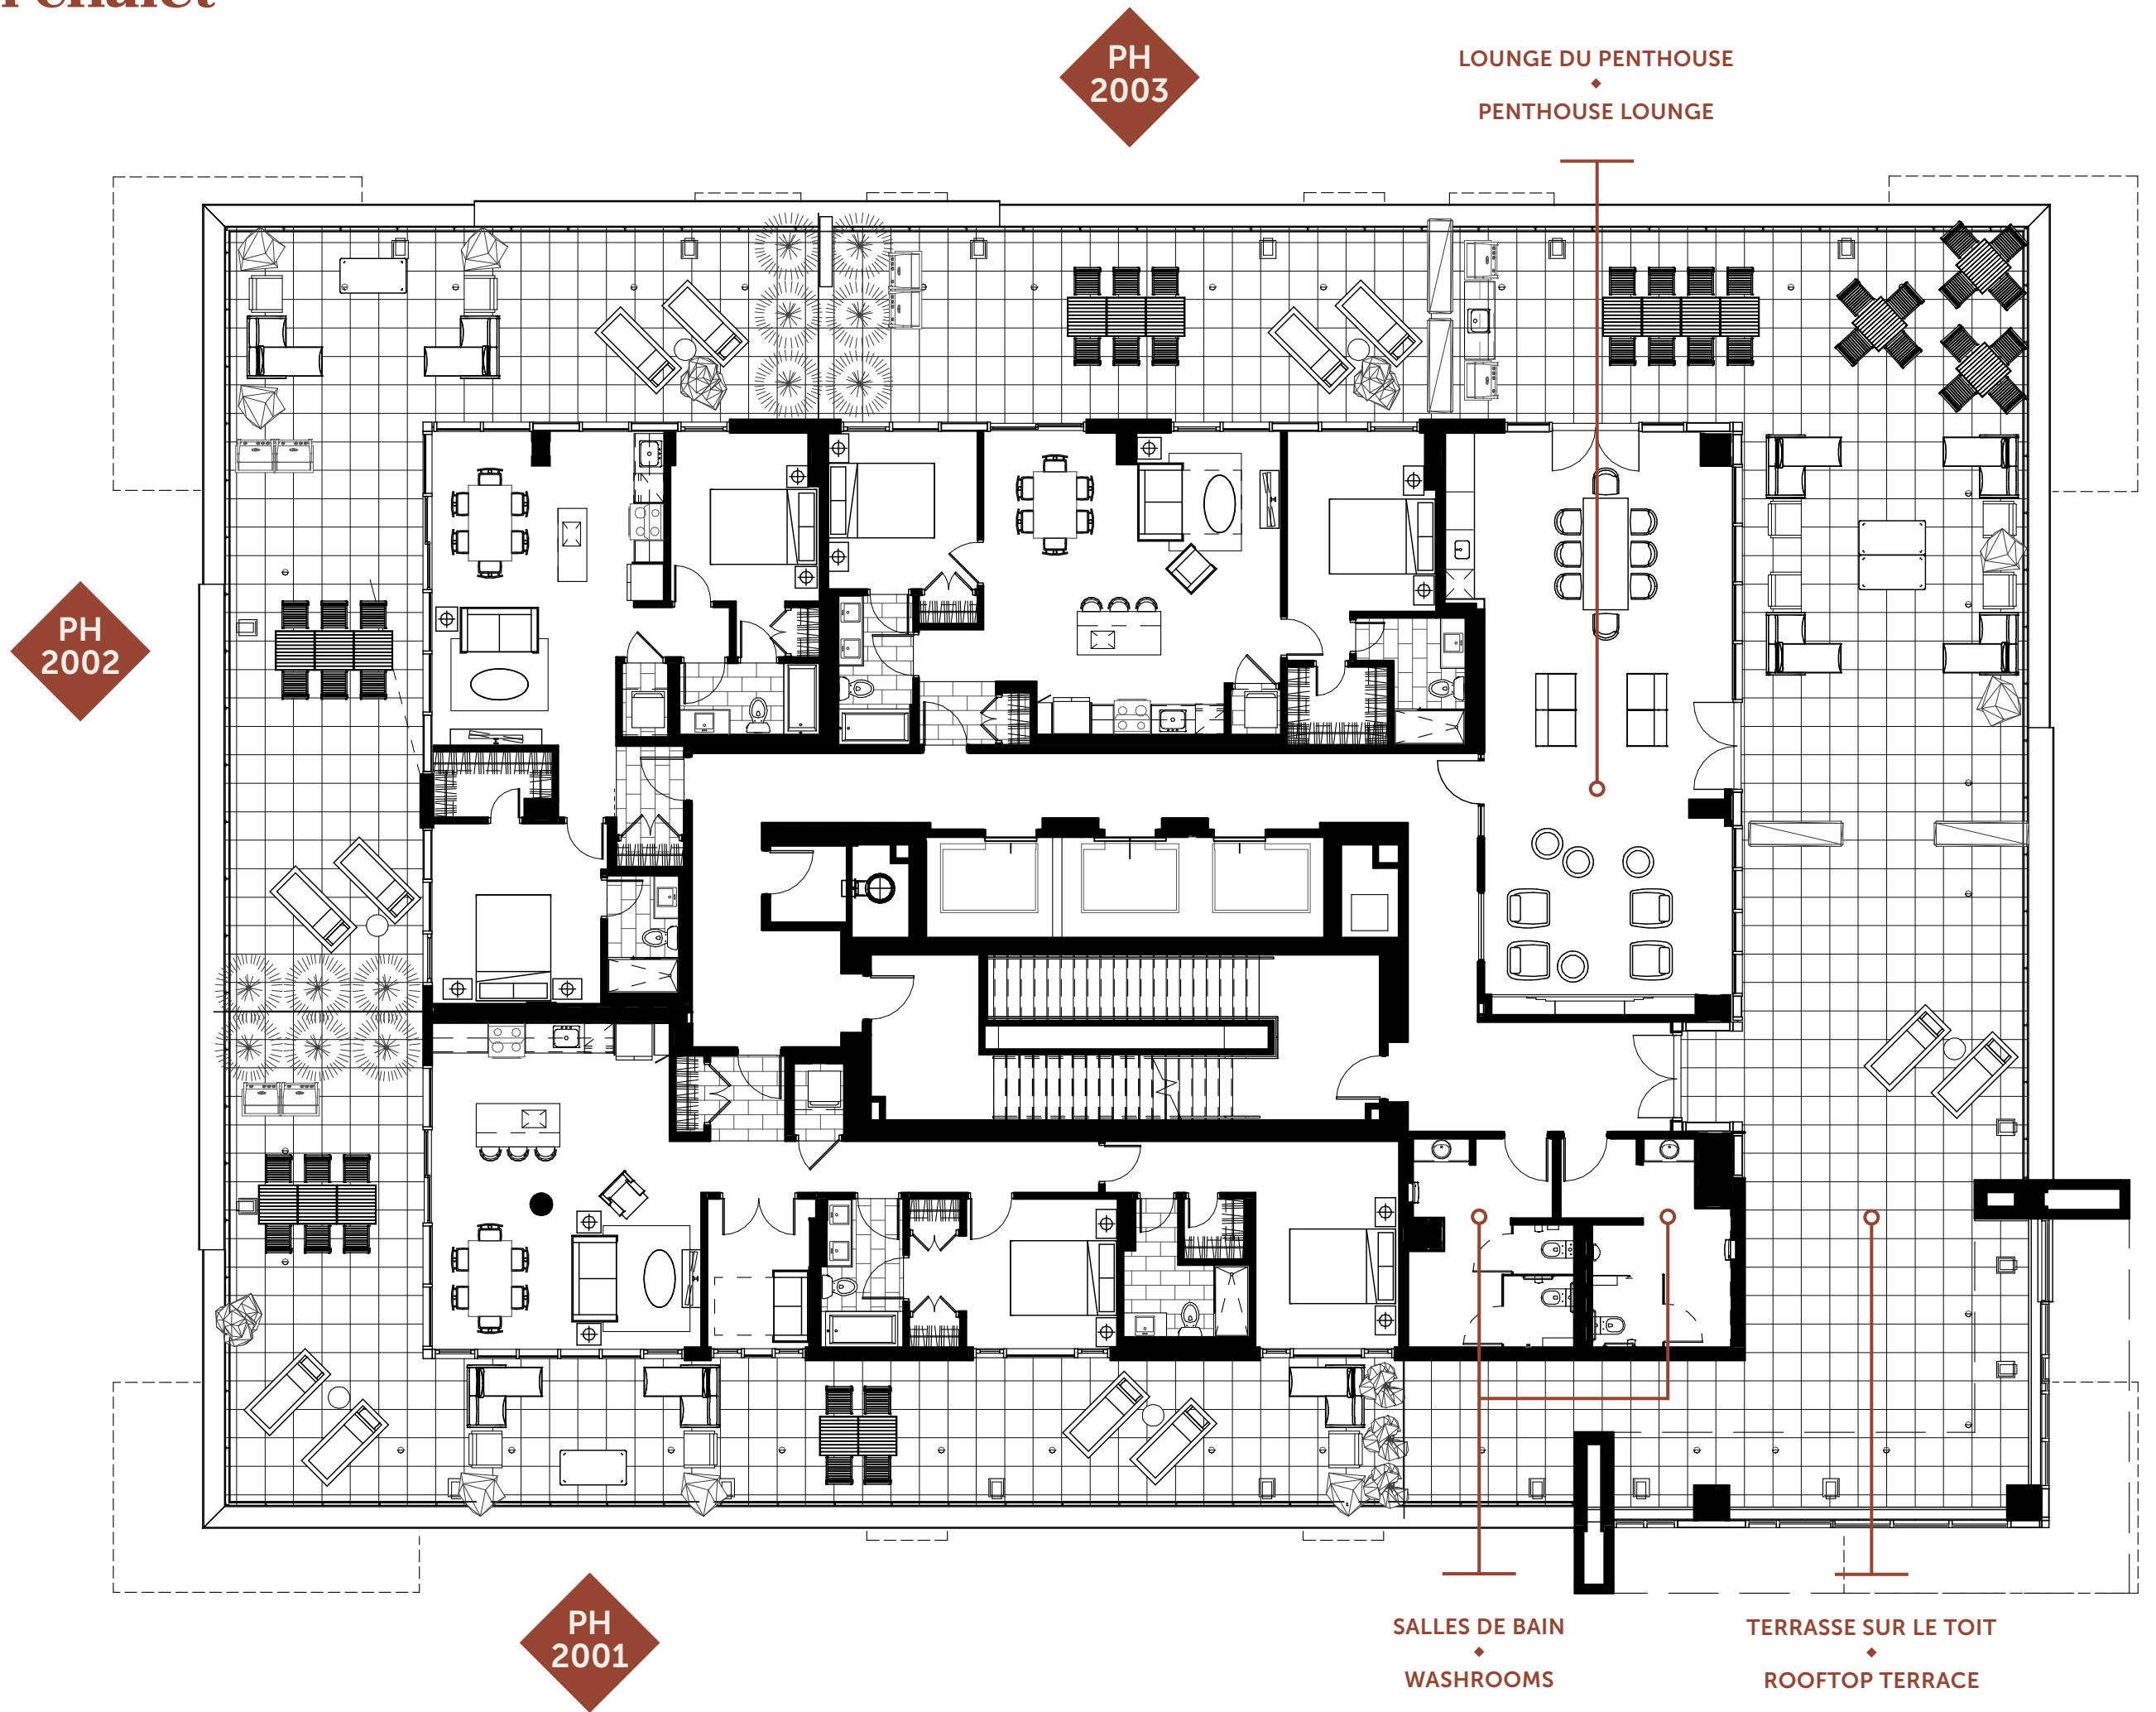 PH
2003
LOUNGE DU PENTHOUSE
PENTHOUSE LOUNGE
PH
2002
PH
2001
SALLES DE BAIN
WASHROOMS
TERRASSE SUR LE TOIT
ROOFTOP TERRACE